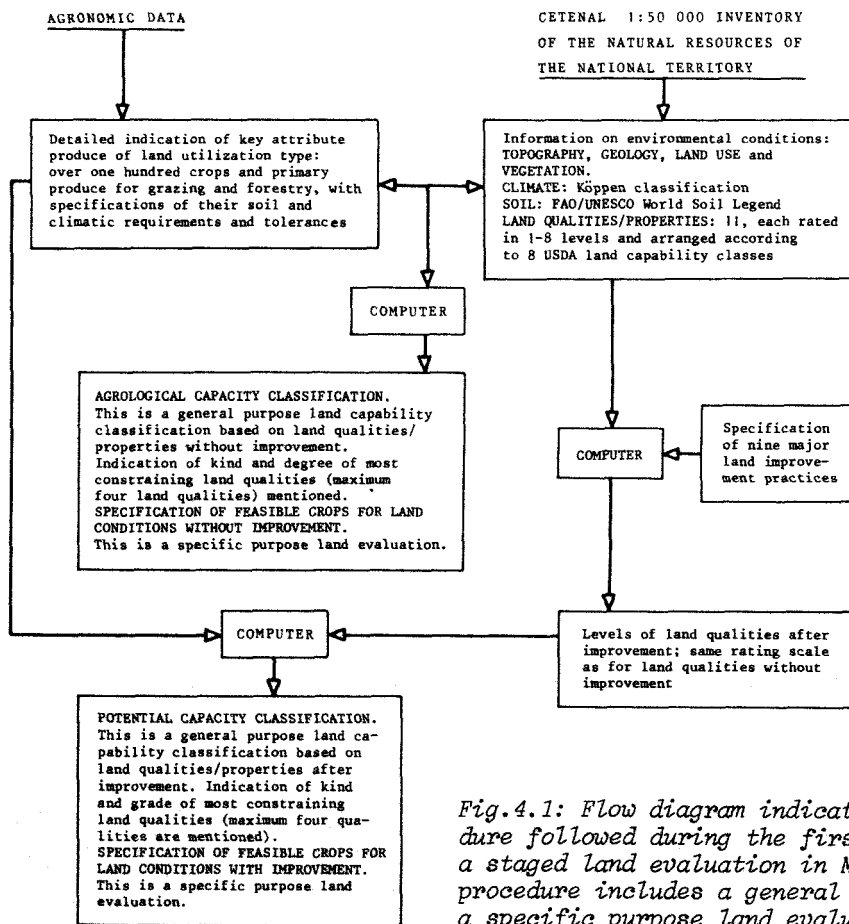 AGRONOMIC DATA
CETENAL 1:50 000 INVENTORY
OF THE NATURAL RESOURCES OF
THE NATIONAL TERRITORY
Detailed indication of key attribute
produce of land utilization type:
over one hundred crops and primary
produce for grazing and forestry, with
specifications of their soil and
climatic requirements and tolerances
Information on environmental conditions:
TOPOGRAPHY, GEOLOGY, LAND USE and
VEGETATION.
CLIMATE: Köppen classification
SOIL: FAO/UNESCO World Soil Legend
LAND QUALITIES/PROPERTIES: 11, each rated
in 1-8 levels and arranged according
to 8 USDA land capability classes
COMPUTER
AGROLOGICAL CAPACITY CLASSIFICATION.
This is a general purpose land capability
classification based on land qualities/
properties without improvement.
Indication of kind and degree of most
constraining land qualities (maximum
four land qualities) mentioned.
SPECIFICATION OF FEASIBLE CROPS FOR LAND
CONDITIONS WITHOUT IMPROVEMENT.
This is a specific purpose land evaluation.
COMPUTER
Specification
of nine major
land improve-
ment practices
COMPUTER
Levels of land qualities after
improvement; same rating scale
as for land qualities without
improvement
POTENTIAL CAPACITY CLASSIFICATION.
This is a general purpose land ca-
pability classification based on
land qualities/properties after
improvement. Indication of kind
and grade of most constraining
land qualities (maximum four qua-
lities are mentioned).
SPECIFICATION OF FEASIBLE CROPS FOR
LAND CONDITIONS WITH IMPROVEMENT.
This is a specific purpose land
evaluation.
Fig.4.1: Flow diagram indicat
dure followed during the firs
a staged land evaluation in M
procedure includes a general
a specific purpose land evalu